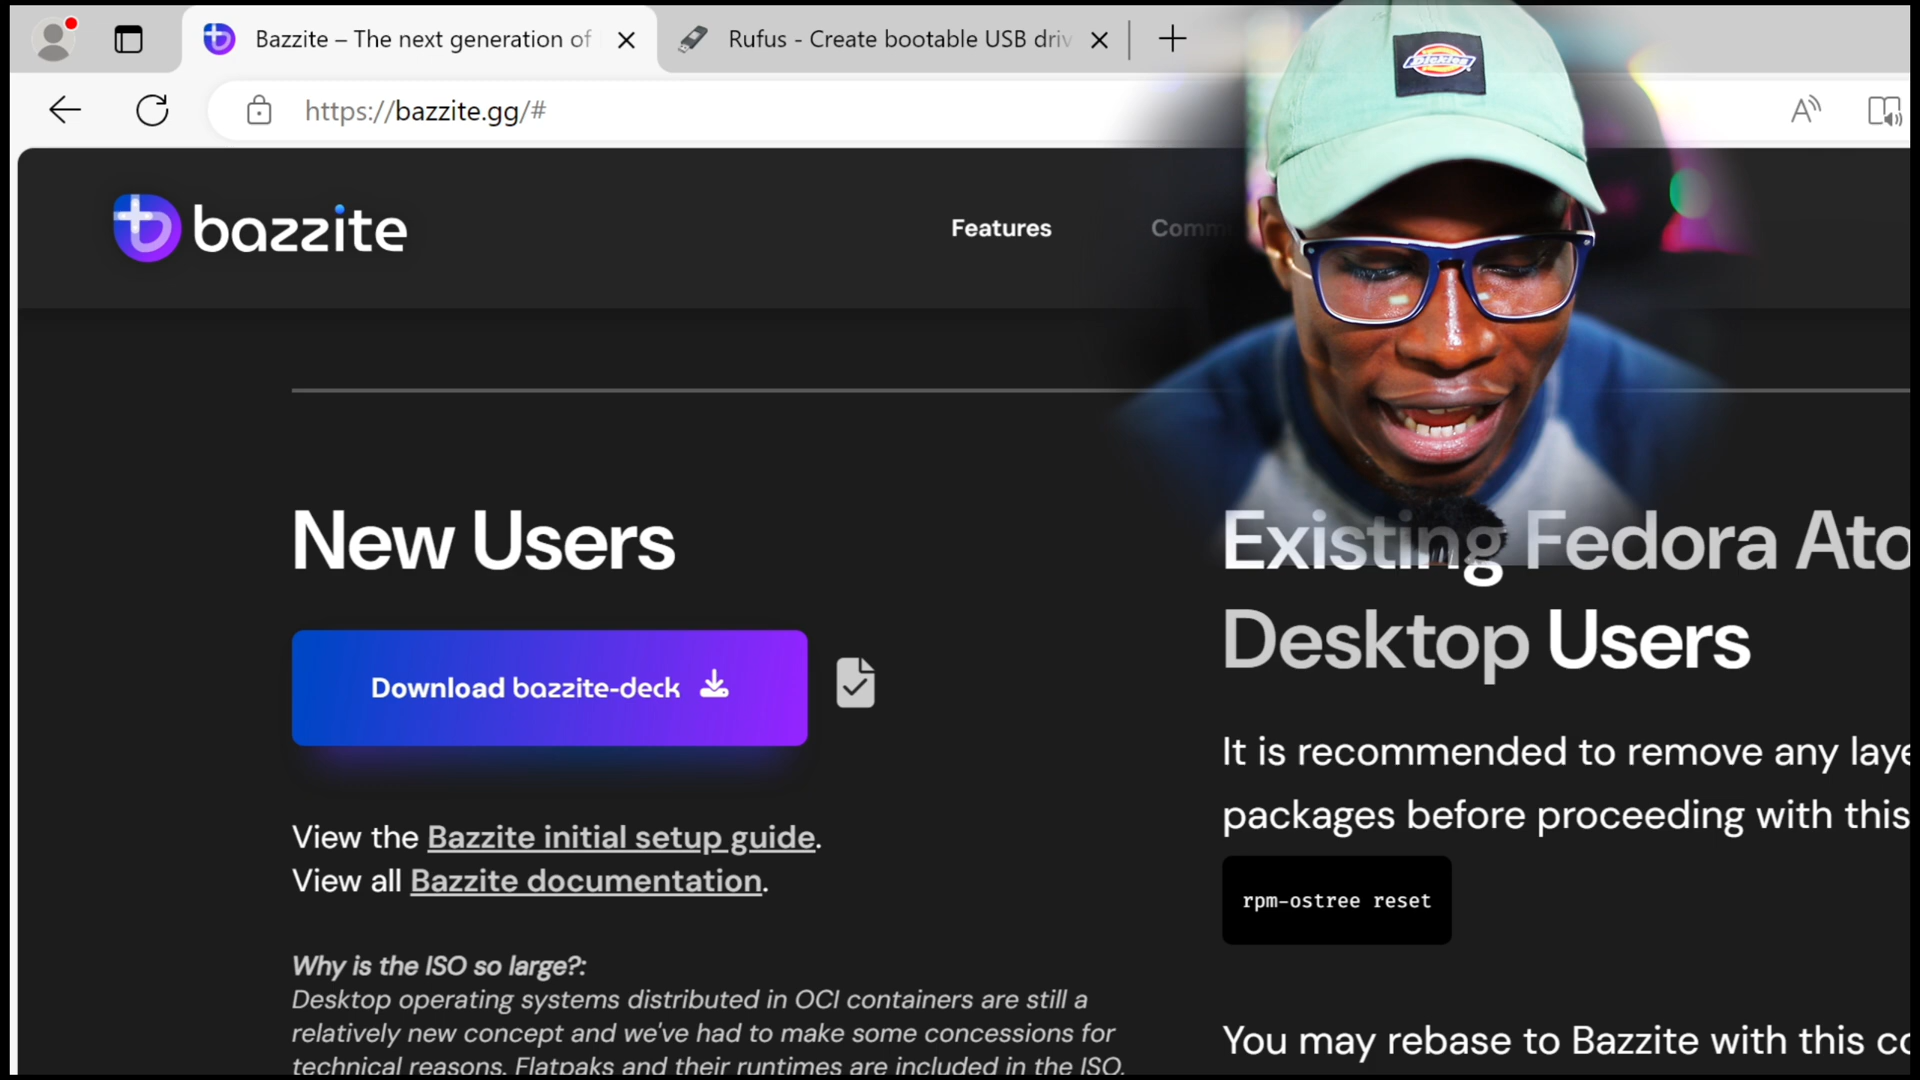 Bazzite – The next generation of
Rufus - Create bootable USB driv
https://bazzite.gg/#
bazzite
Features
Comm
Dickies
New Users
Download bazzite-deck
View the Bazzite initial setup guide.
View all Bazzite documentation.
Why is the ISO so large?:
Desktop operating systems distributed in OCI containers are still a
relatively new concept and we've had to make some concessions for
technical reasons. Flatpaks and their runtimes are included in the ISO.
Existing Fedora Ato
Desktop Users
It is recommended to remove any laye
packages before proceeding with this
rpm-ostree reset
You may rebase to Bazzite with this co